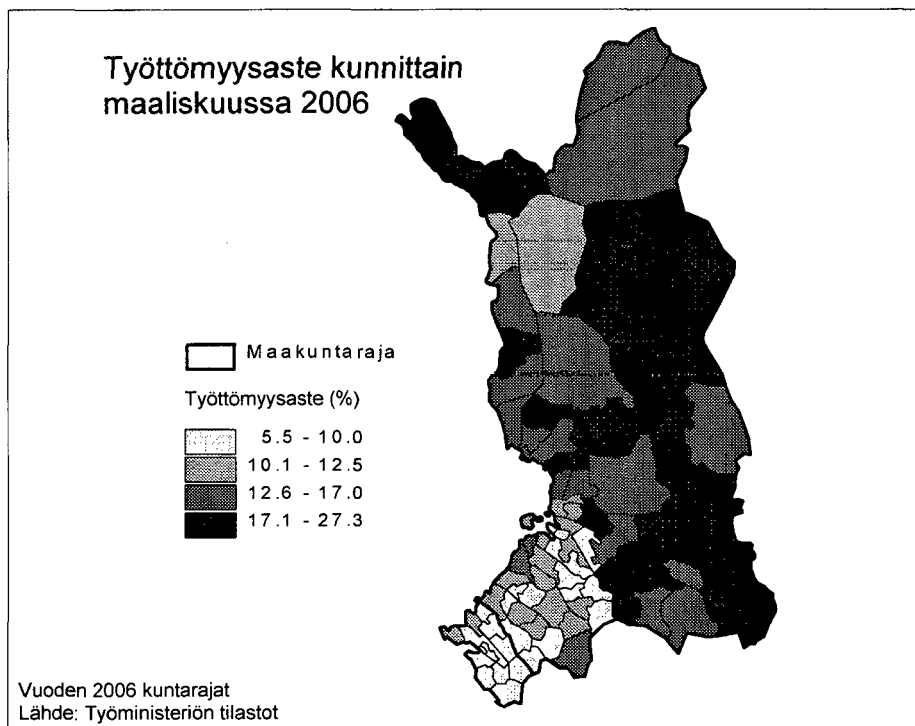 Työttömyysaste kunnittain
maaliskuussa 2006
Maakuntaraja
Työttömyysaste (%)
5.5 - 10.0
10.1 - 12.5
12.6 - 17.0
17.1 - 27.3
Vuoden 2006 kuntarajat
Lähde: Työministeriön tilastot